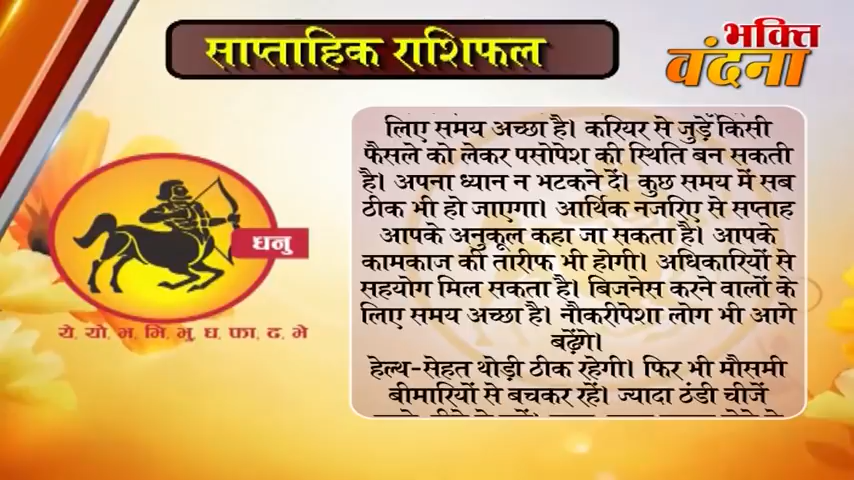 साप्ताहिक राशिफल
भक्ति
वंदना
लिए समय अच्छा है। करियर से जुड़ें किसी
फैसले को लेकर पसोपेश की स्थिति बन सकती
है। अपना ध्यान न भटकने दें। कुछ समय में सब
ठीक भी हो जाएगा। आर्थिक नजरिए से सप्ताह
आपके अनुकूल कहा जा सकता है। आपके
कामकाज की तारीफ भी होगी। अधिकारियों से
सहयोग मिल सकता है। बिजनेस करने वालों के
लिए समय अच्छा है। नौकरीपेशा लोग भी आगे
बढ़ेंगे।
हेल्थ-सेहत थोड़ी ठीक रहेगी। फिर भी मौसमी
बीमारियों से बचकर रहें। ज्यादा ठंडी चीजें
धनु
ये, यो, भ, भि, भु, ध, फा, द, भे